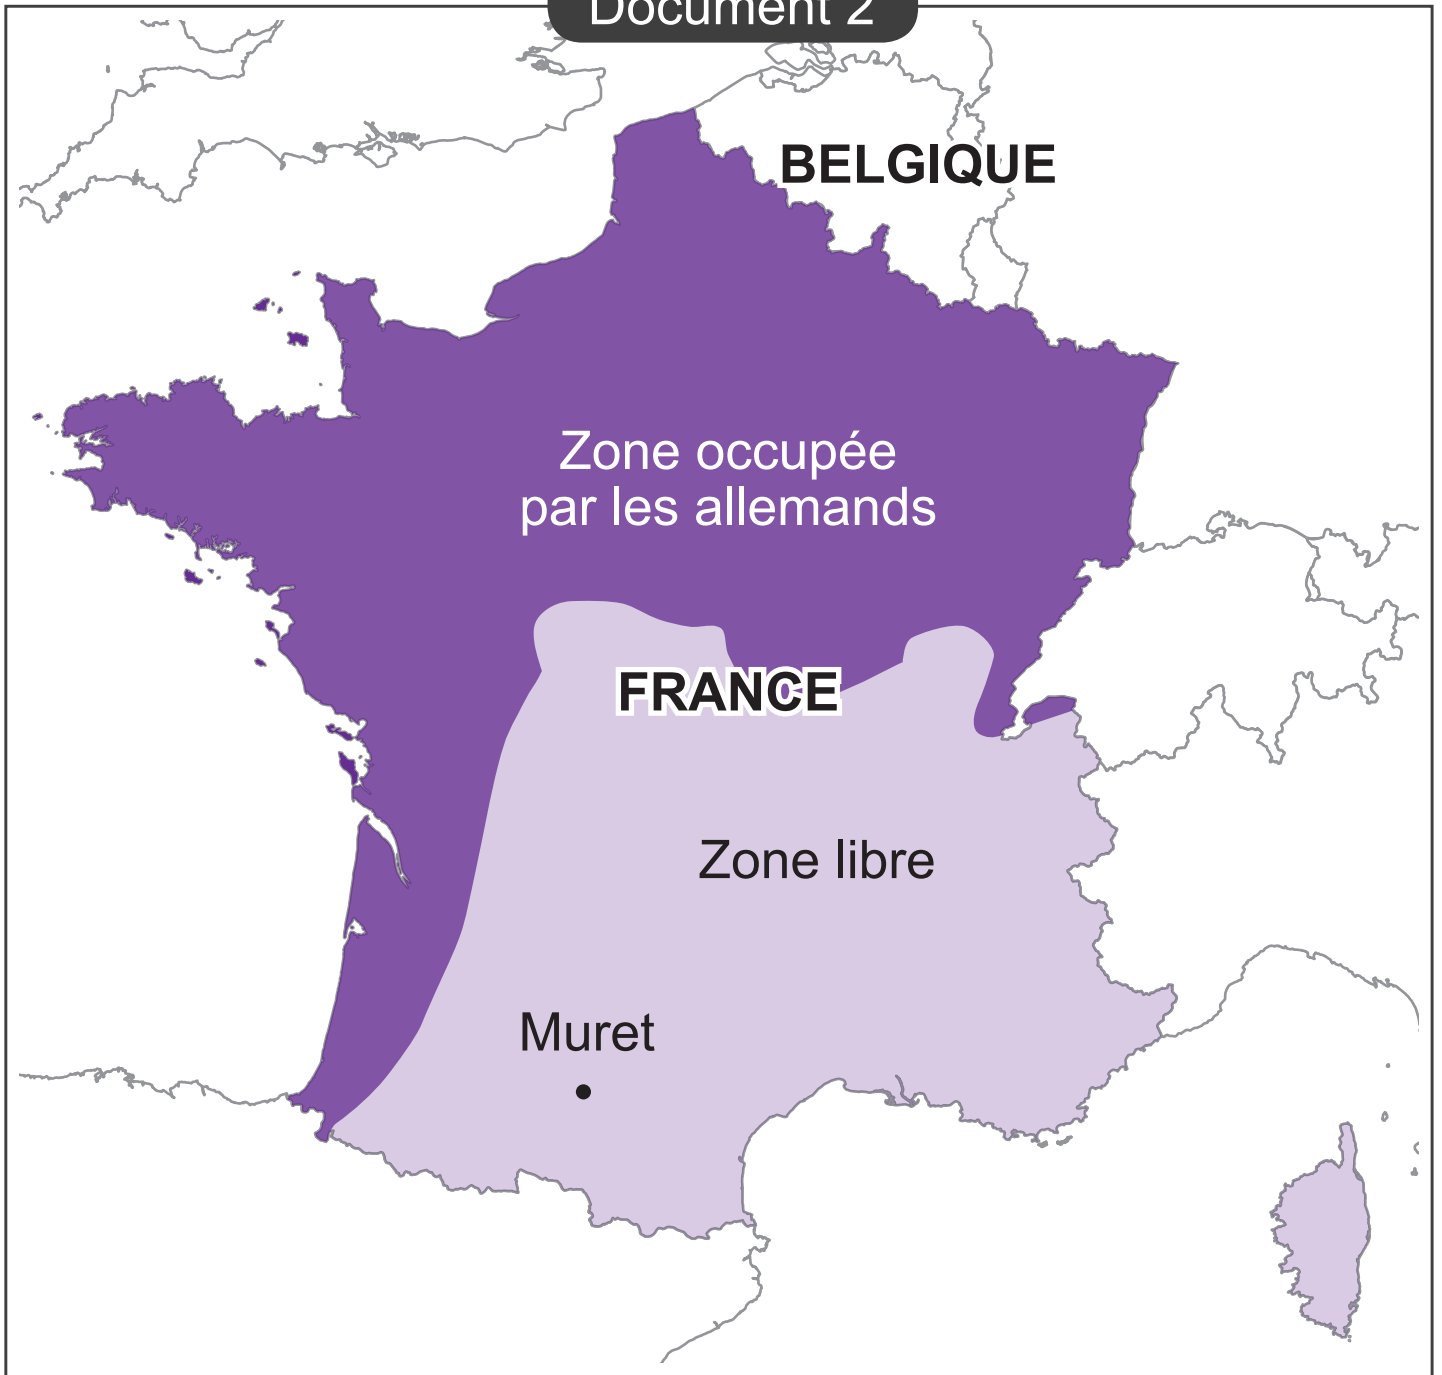 Document 2
BELGIQUE
Zone occupée
par les allemands
FRANCE
Zone libre
Muret